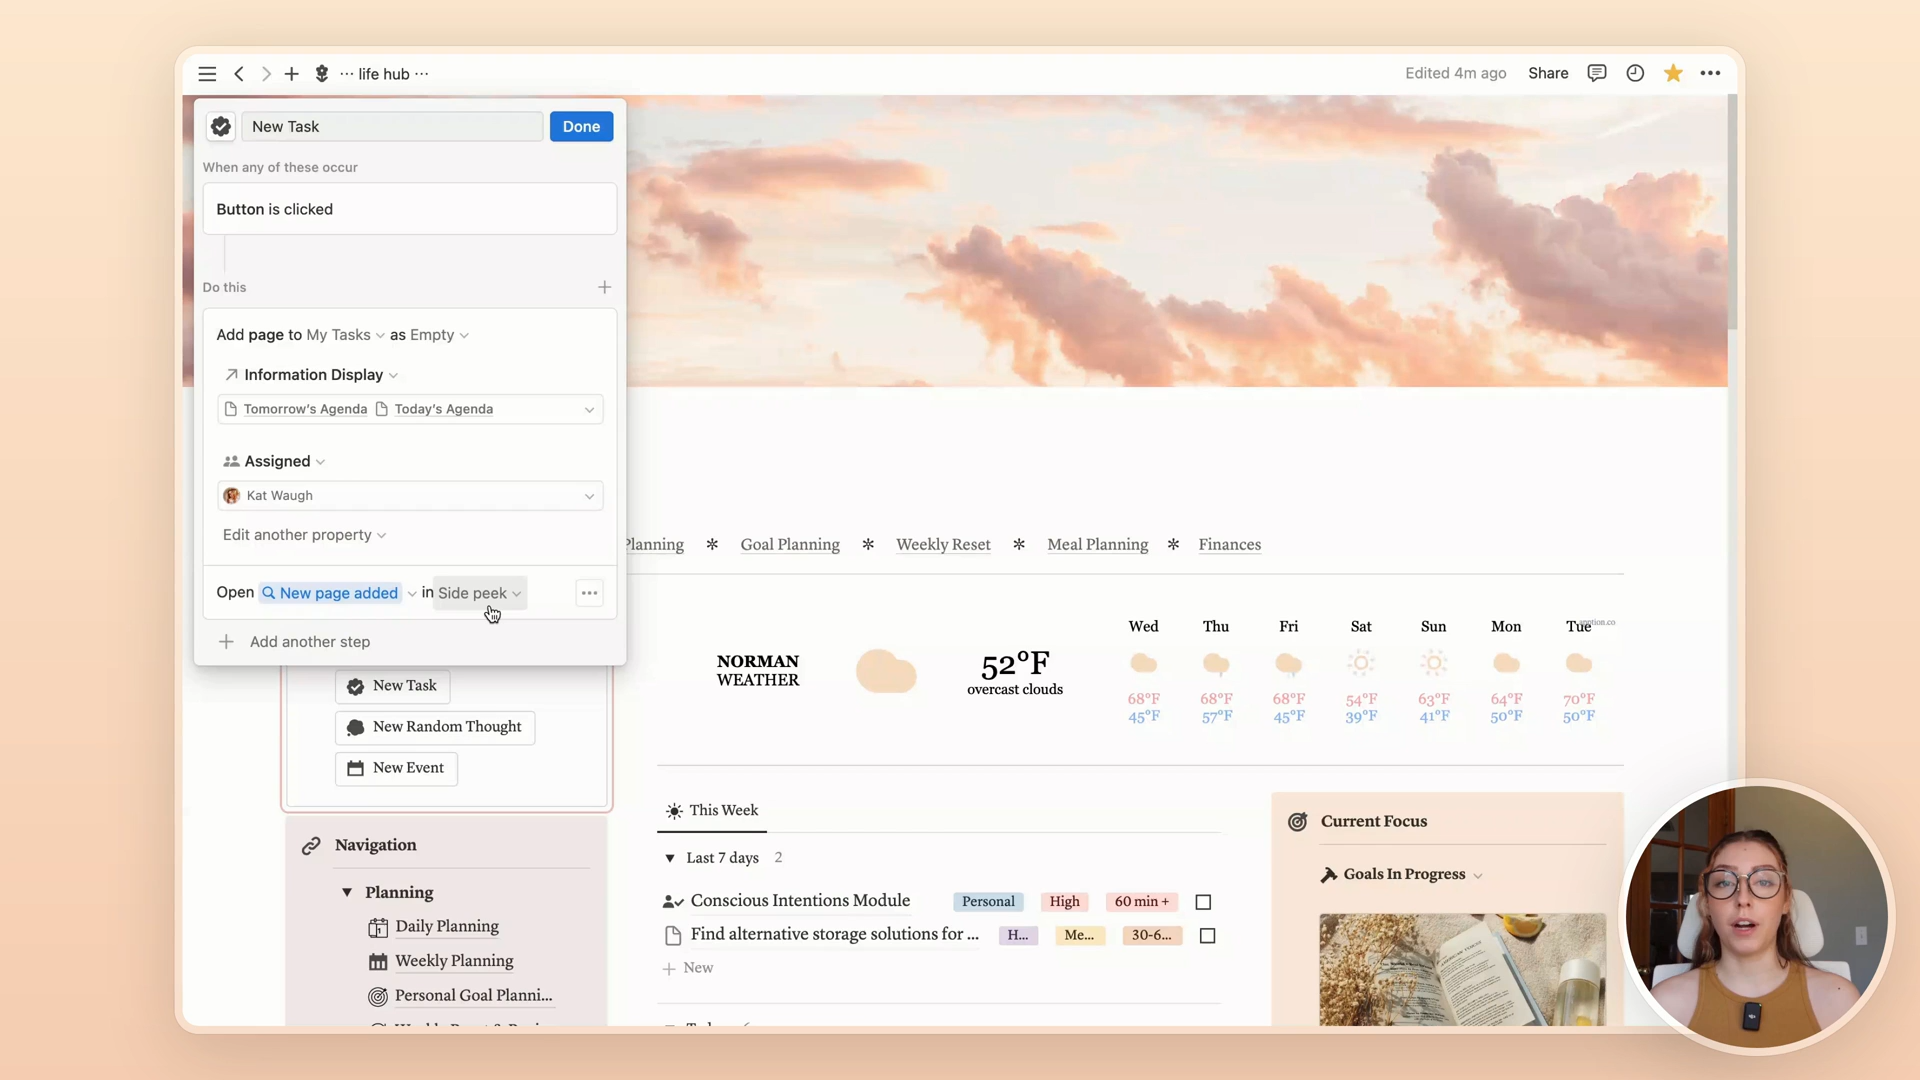 ··· life hub ···
Edited 4m ago
Share
New Task
Done
When any of these occur
Button is clicked
Do this
Add page to My Tasks as Empty
Information Display
Tomorrow's Agenda Today's Agenda
Assigned
Kat Waugh
Edit another property
Open New page added in Side peek
Add another step
Planning * Goal Planning * Weekly Reset * Meal Planning * Finances
NORMAN
WEATHER
52°F
overcast clouds
Wed Thu Fri Sat Sun Mon Tue
68°F 68°F 68°F 54°F 63°F 64°F 70°F
45°F 57°F 45°F 39°F 41°F 50°F 50°F
New Task
New Random Thought
New Event
Navigation
Planning
Daily Planning
Weekly Planning
Personal Goal Planni...
This Week
Last 7 days 2
Conscious Intentions Module Personal High 60 min +
Find alternative storage solutions for ... H... Me... 30-6...
+ New
Current Focus
Goals In Progress